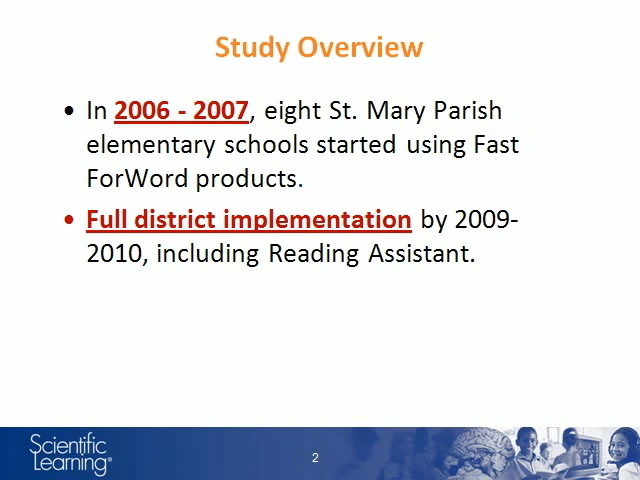 Study Overview
• In 2006 - 2007, eight St. Mary Parish
elementary schools started using Fast
ForWord products.
• Full district implementation by 2009-
2010, including Reading Assistant.
Scientific
Learning®
2